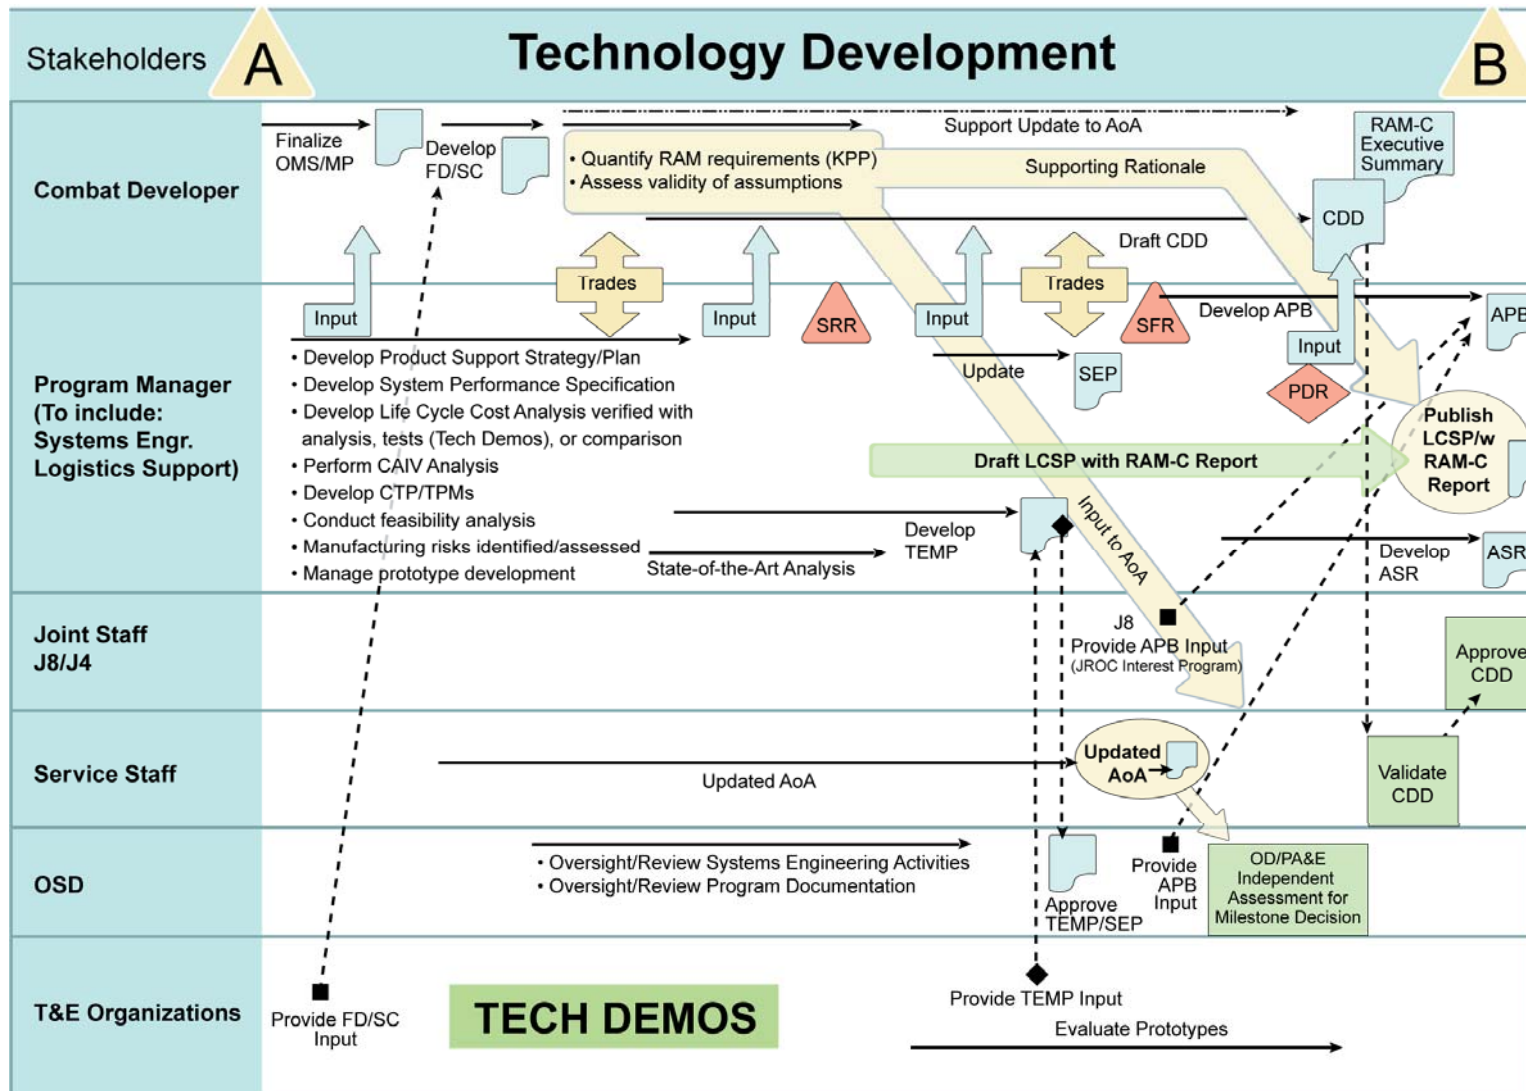 Stakeholders
A
Technology Development
B
Combat Developer
Finalize
OMS/MP
Develop
FD/SC
Support Update to AoA
• Quantify RAM requirements (KPP)
• Assess validity of assumptions
Supporting Rationale
RAM-C
Executive
Summary
CDD
Draft CDD
Trades
Trades
Program Manager
(To include:
Systems Engr.
Logistics Support)
Input
Input
SRR
Input
SFR
Develop APB
Input
APB
• Develop Product Support Strategy/Plan
• Develop System Performance Specification
• Develop Life Cycle Cost Analysis verified with
analysis, tests (Tech Demos), or comparison
• Perform CAIV Analysis
• Develop CTP/TPMs
• Conduct feasibility analysis
• Manufacturing risks identified/assessed
• Manage prototype development
Update
SEP
PDR
Publish
LCSP/w
RAM-C
Report
Draft LCSP with RAM-C Report
Input to AoA
Develop
TEMP
State-of-the-Art Analysis
Develop
ASR
ASR
Joint Staff
J8/J4
J8
Provide APB Input
(JROC Interest Program)
Approve
CDD
Service Staff
Updated AoA
Updated
AoA
Validate
CDD
OSD
• Oversight/Review Systems Engineering Activities
• Oversight/Review Program Documentation
Approve
TEMP/SEP
Provide
APB
Input
OD/PA&E
Independent
Assessment for
Milestone Decision
T&E Organizations
Provide FD/SC
Input
TECH DEMOS
Provide TEMP Input
Evaluate Prototypes